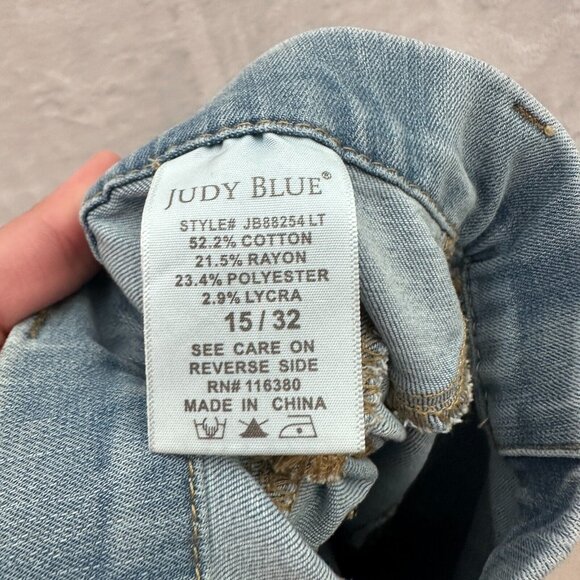 JUDY BLUE®
STYLE# JB88254 LT
52.2% COTTON
21.5% RAYON
23.4% POLYESTER
2.9% LYCRA
15 / 32
SEE CARE ON
REVERSE SIDE
RN# 116380
MADE IN CHINA